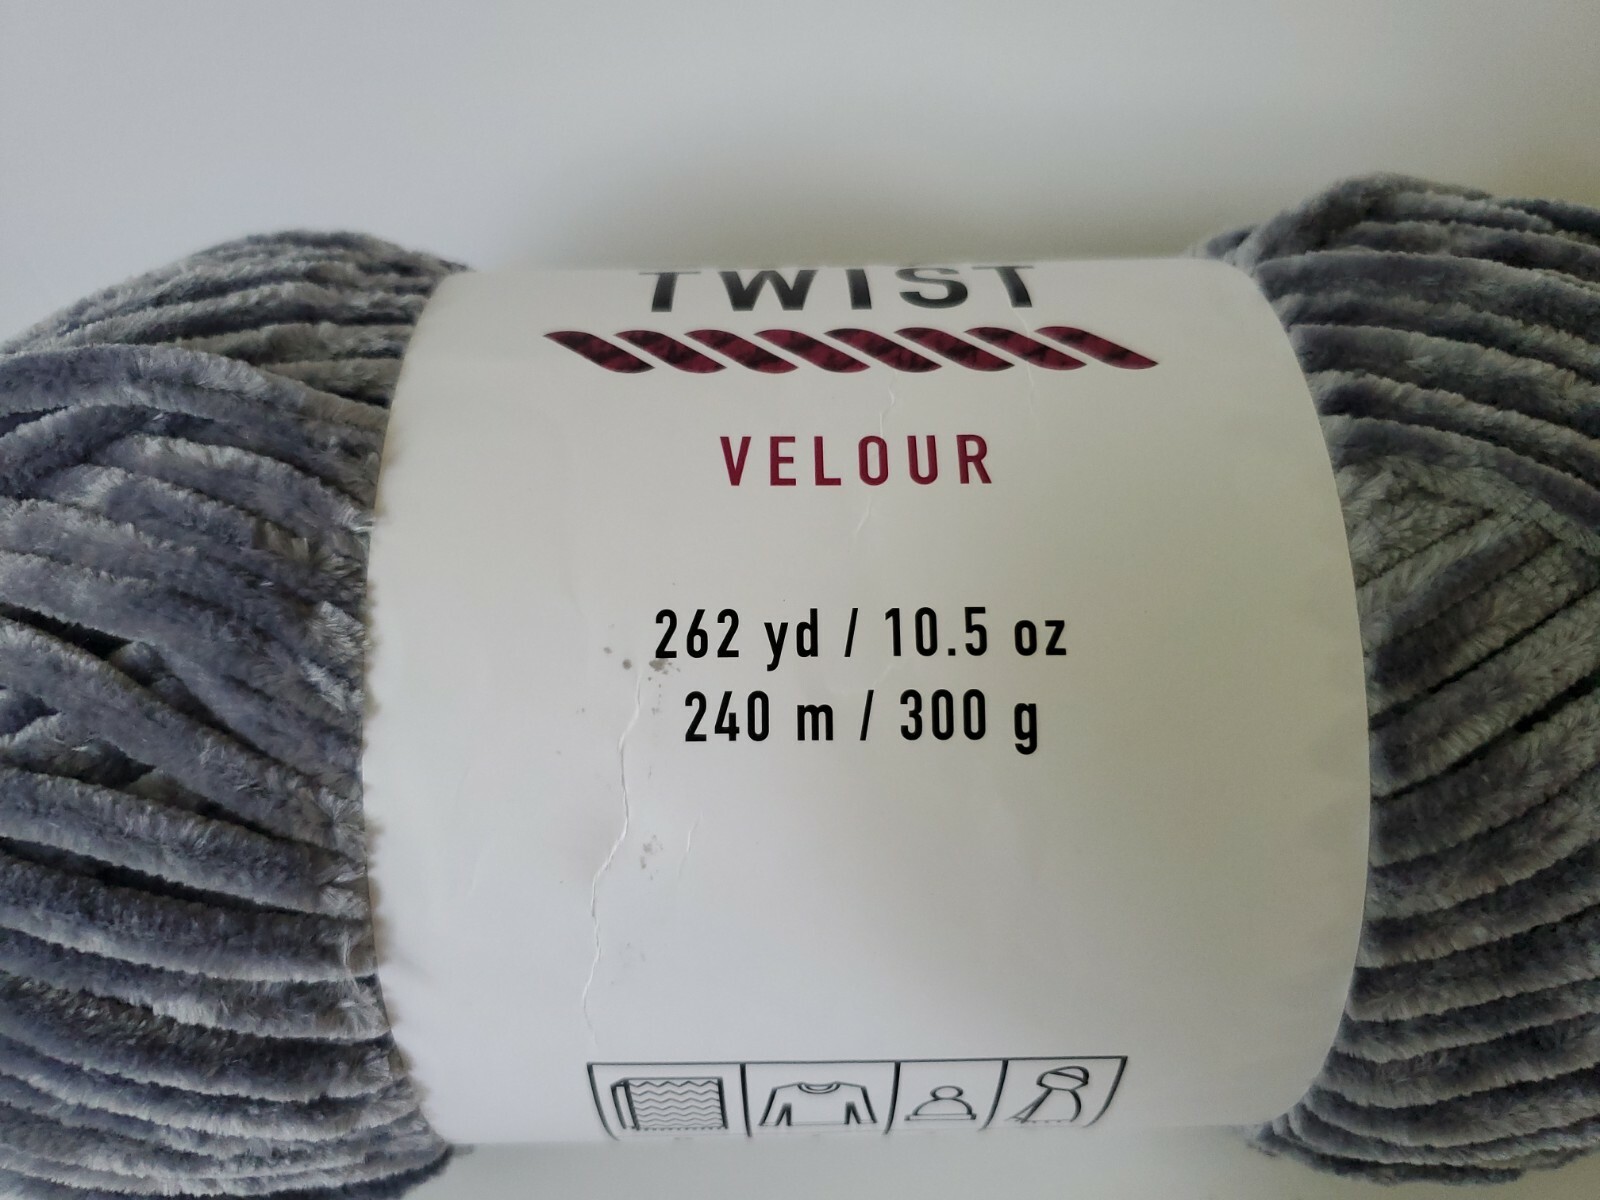 TWIST
VELOUR
262 yd / 10.5 oz
240 m / 300 g